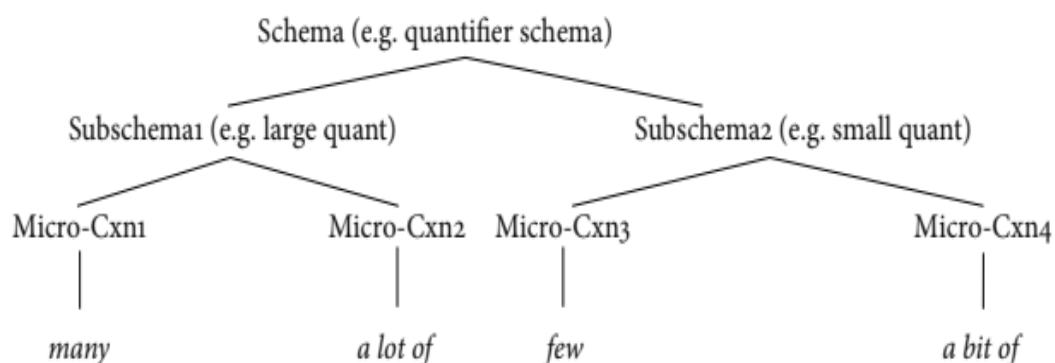 Schema (e.g. quantifier schema)
Subschema1 (e.g. large quant) Subschema2 (e.g. small quant)
Micro-Cxn1 Micro-Cxn2 Micro-Cxn3 Micro-Cxn4
many a lot of few a bit of